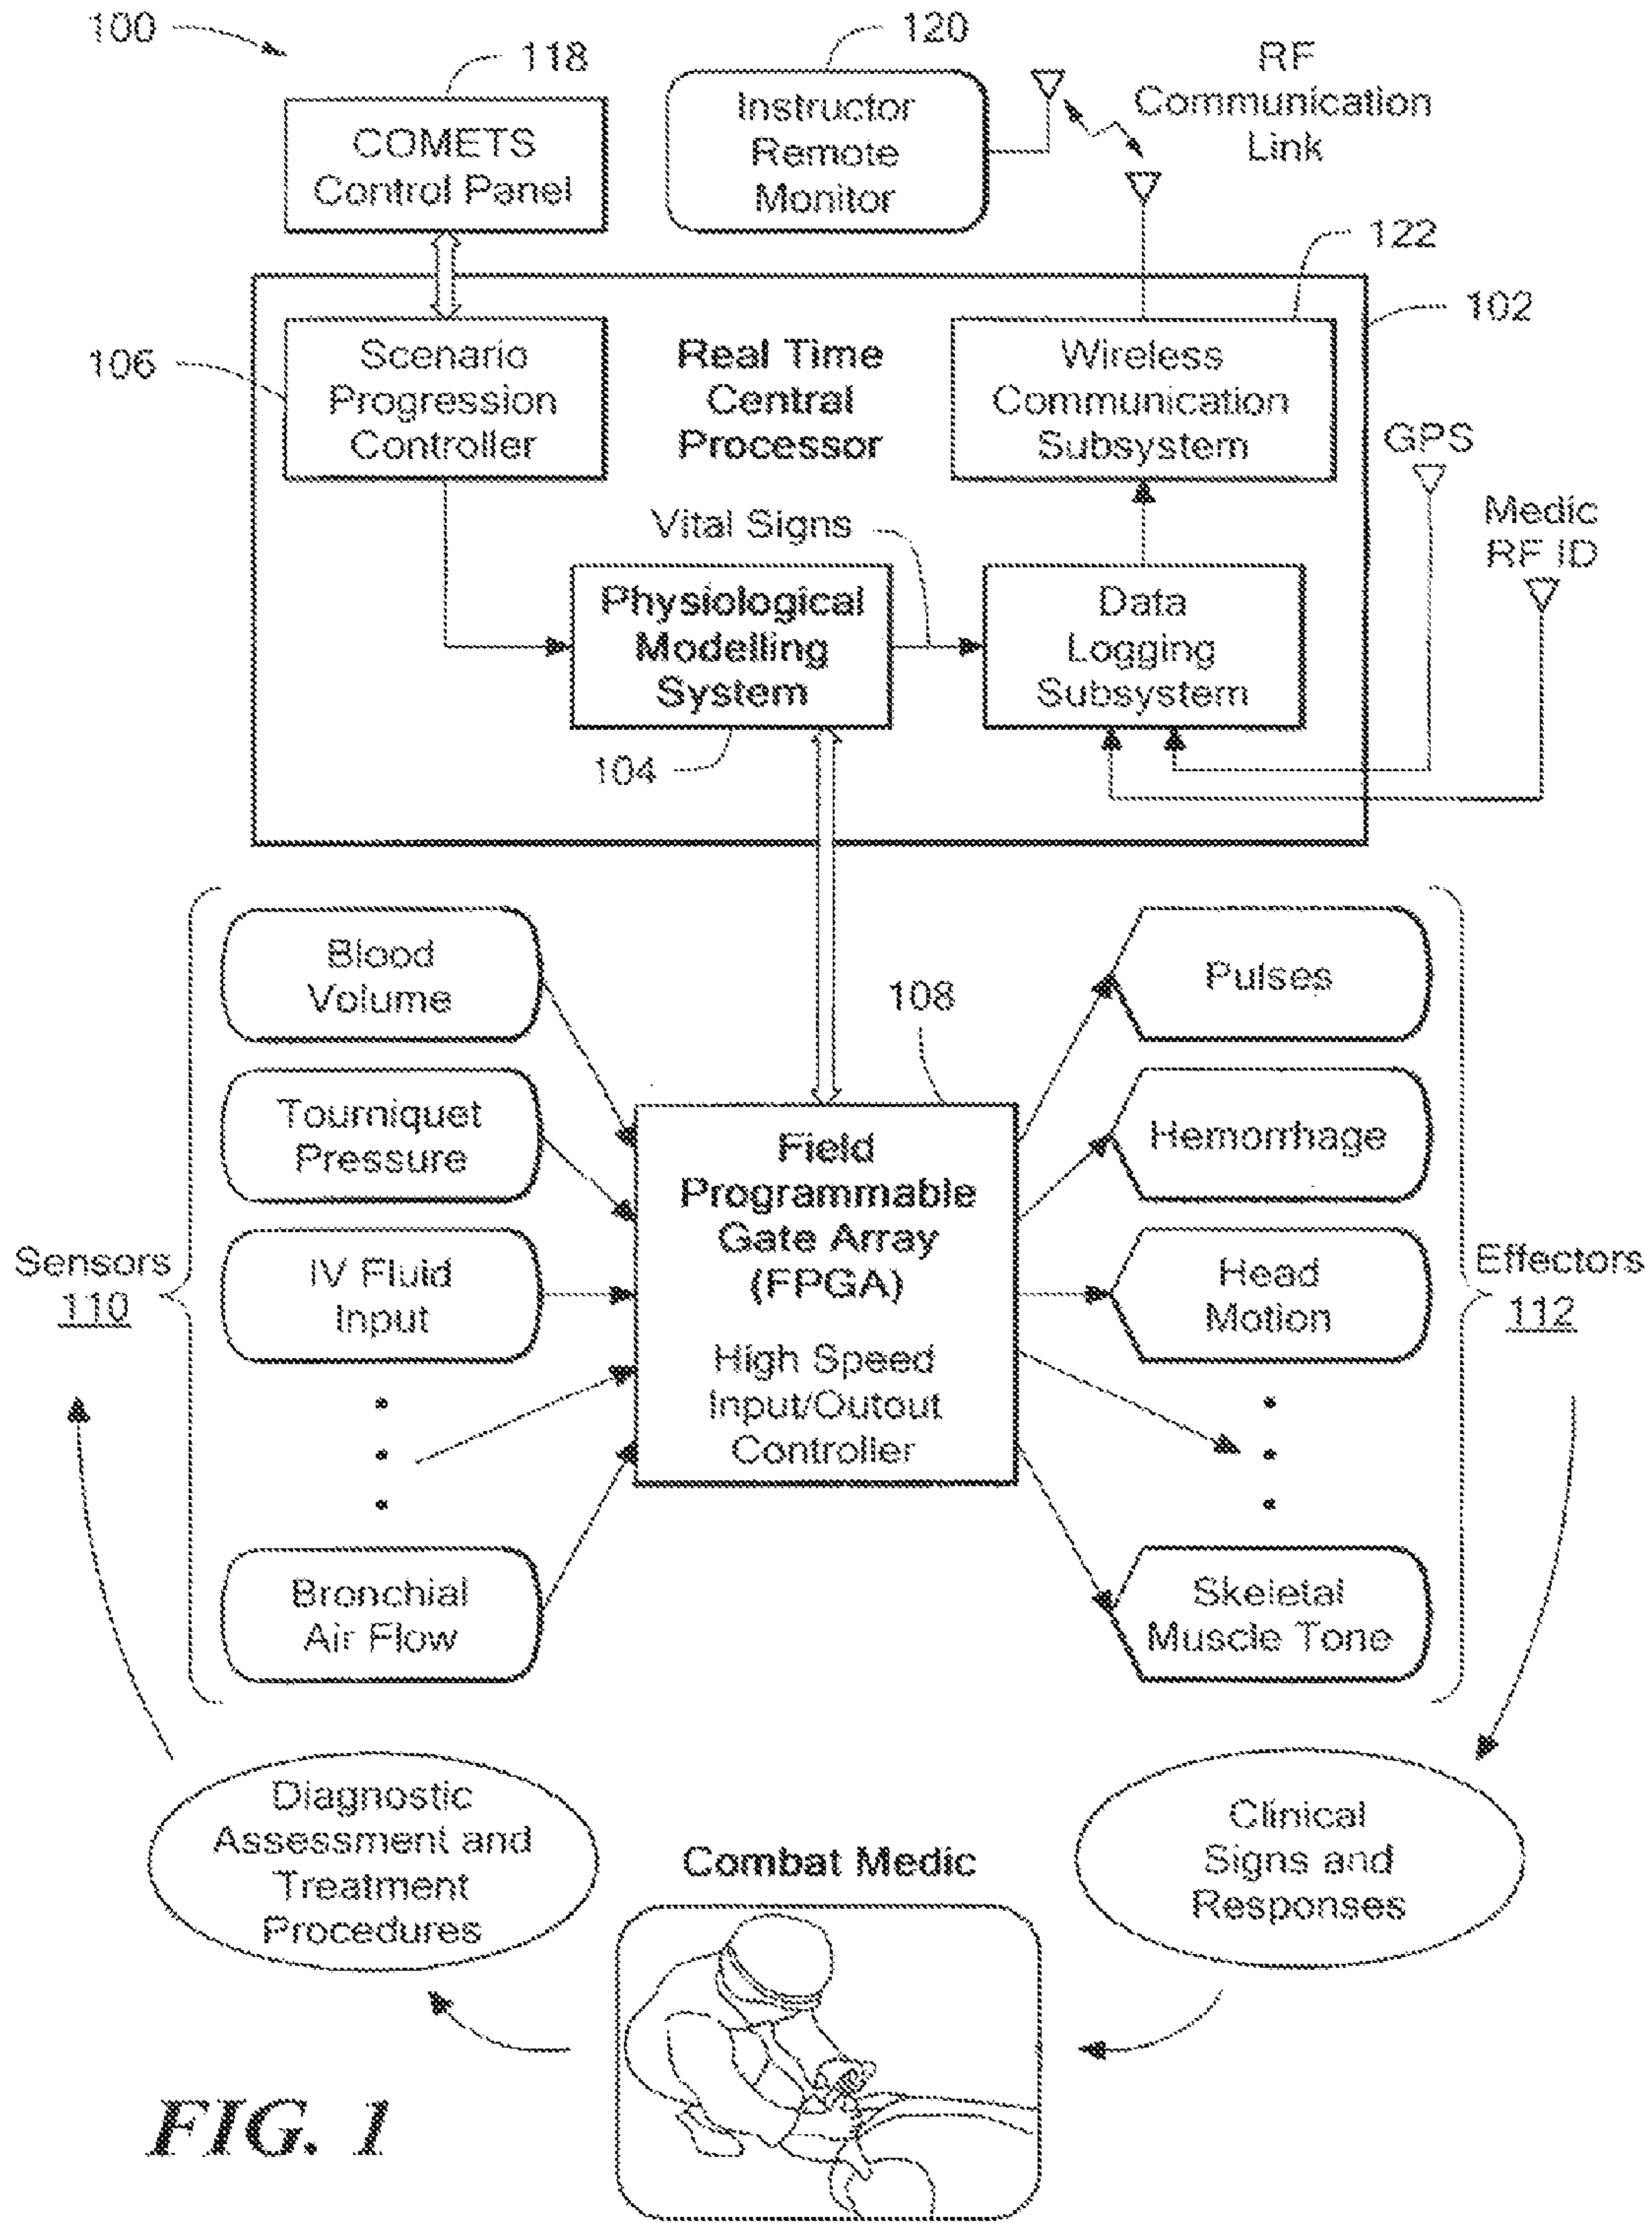 100
118
COMETS
Control Panel
120
Instructor
Remote
Monitor
RF
Communication
Link
122
102
106
Scenario
Progression
Controller
Real Time
Central
Processor
Wireless
Communication
Subsystem
GPS
Medic
RF ID
Vital Signs
Physiological
Modelling
System
Data
Logging
Subsystem
104
Blood
Volume
Tourniquet
Pressure
IV Fluid
Input
Bronchial
Air Flow
Sensors
110
108
Field
Programmable
Gate Array
(FPGA)
High Speed
Input/Outout
Controller
Pulses
Hemorrhage
Head
Motion
Skeletal
Muscle Tone
Effectors
112
Diagnostic
Assessment and
Treatment
Procedures
Combat Medic
Clinical
Signs and
Responses
FIG. 1